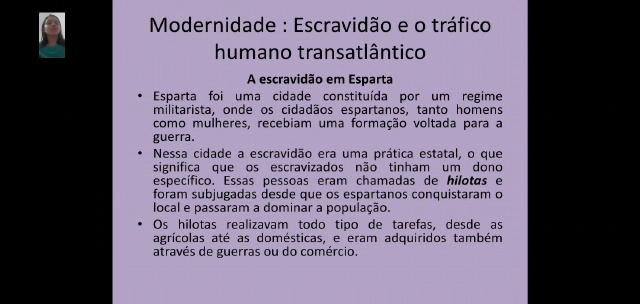 Modernidade : Escravidão e o tráfico
humano transatlântico
A escravidão em Esparta
• Esparta foi uma cidade constituída por um regime
militarista, onde os cidadãos espartanos, tanto homens
como mulheres, recebiam uma formação voltada para a
guerra.
• Nessa cidade a escravidão era uma prática estatal, o que
significa que os escravizados não tinham um dono
específico. Essas pessoas eram chamadas de hilotas e
foram subjugadas desde que os espartanos conquistaram o
local e passaram a dominar a população.
• Os hilotas realizavam todo tipo de tarefas, desde as
agrícolas até as domésticas, e eram adquiridos também
através de guerras ou do comércio.